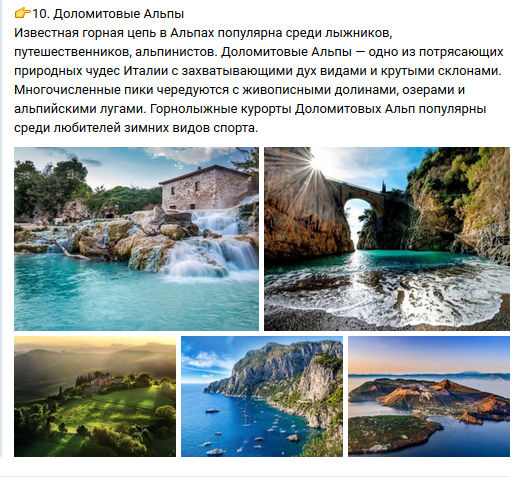 👉10. Доломитовые Альпы
Известная горная цепь в Альпах популярна среди лыжников,
путешественников, альпинистов. Доломитовые Альпы — одно из потрясающих
природных чудес Италии с захватывающими дух видами и крутыми склонами.
Многочисленные пики чередуются с живописными долинами, озерами и
альпийскими лугами. Горнолыжные курорты Доломитовых Альп популярны
среди любителей зимних видов спорта.